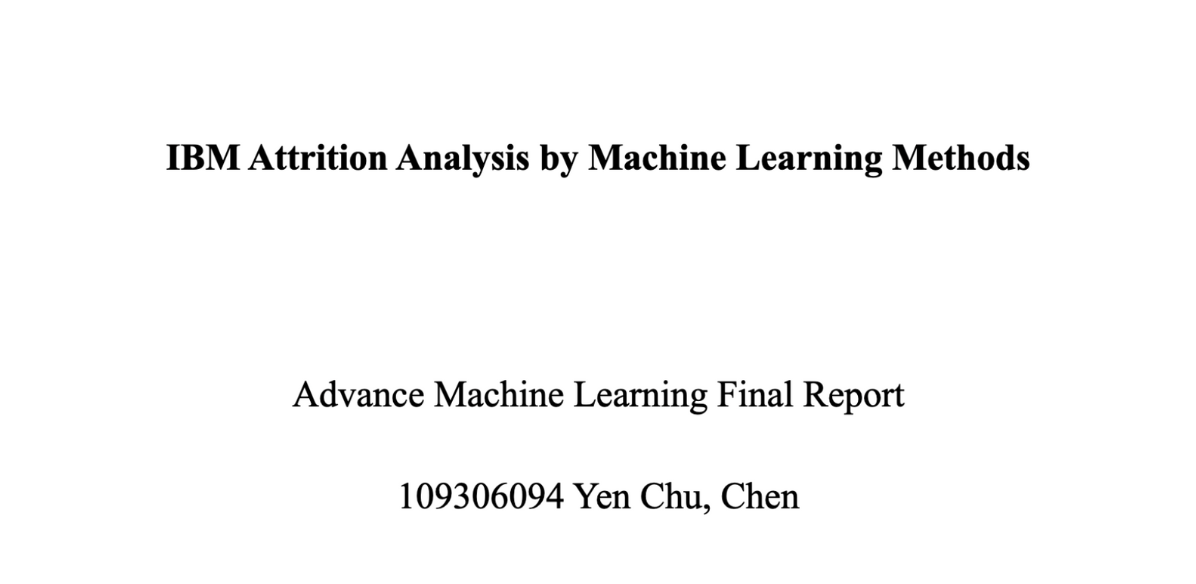 IBM Attrition Analysis by Machine Learning Methods
Advance Machine Learning Final Report
109306094 Yen Chu, Chen